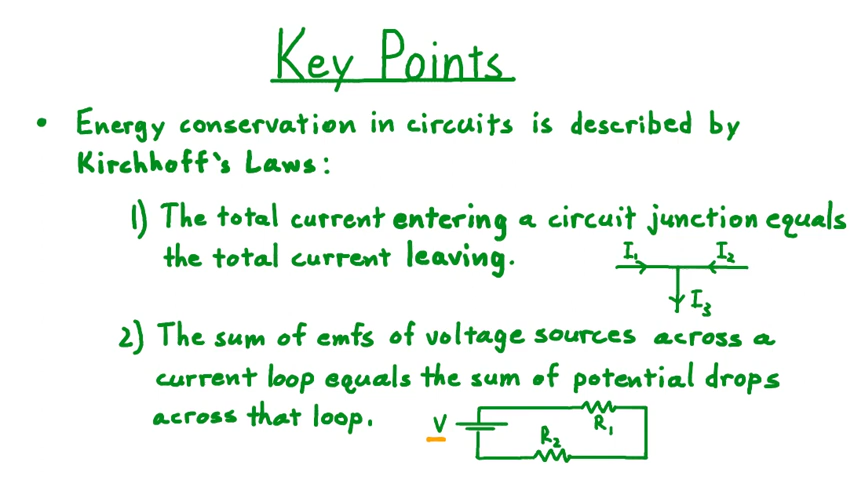 Key Points
• Energy conservation in circuits is described by
Kirchhoff's Laws:
1) The total current entering a circuit junction equals
the total current leaving.
I₁ I₂
I₃
2) The sum of emfs of voltage sources across a
current loop equals the sum of potential drops
across that loop.
V R₂ R₁